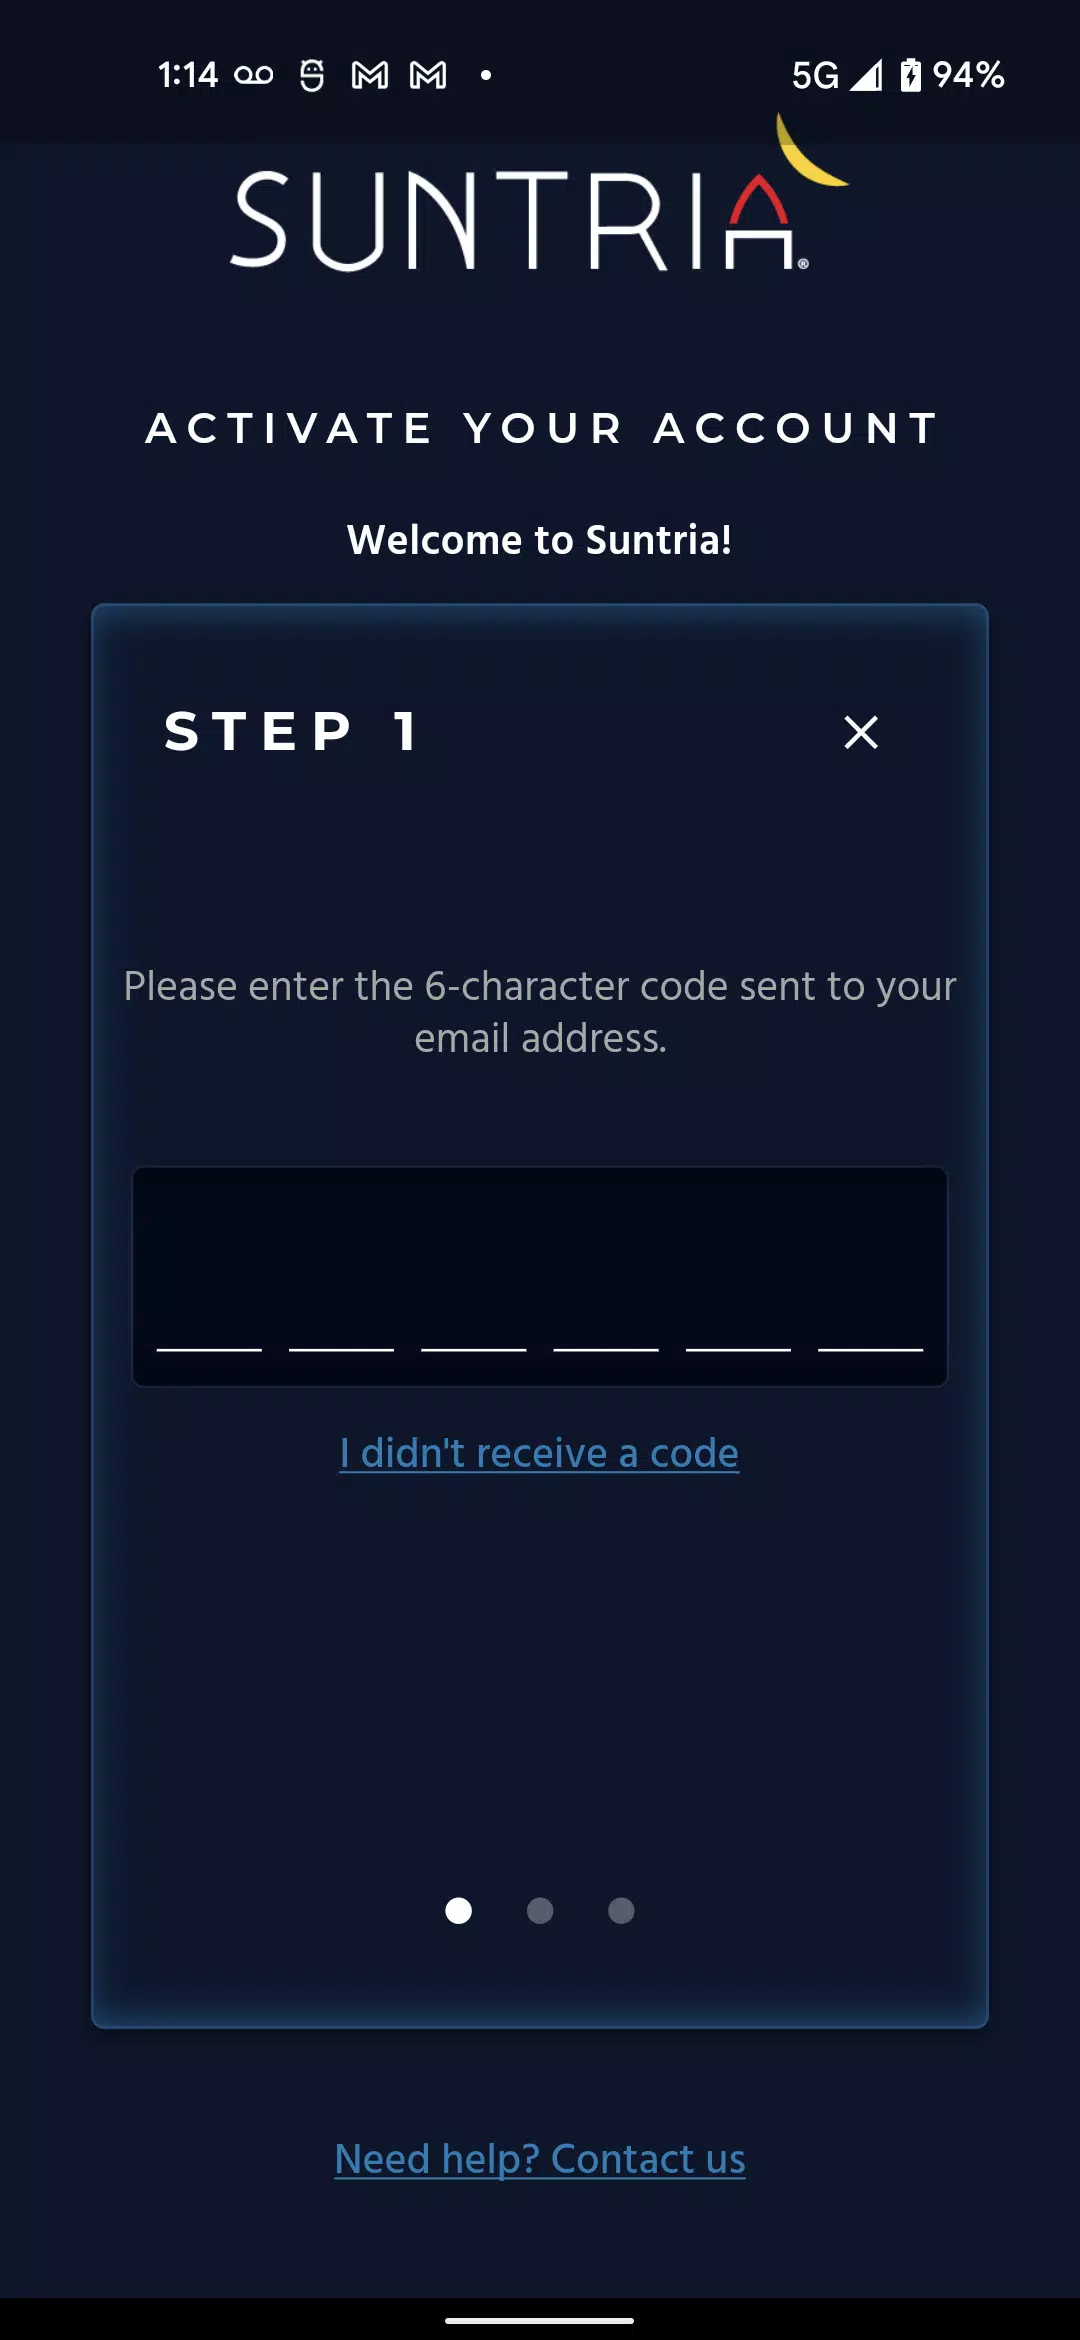 1:14 5G 94%
SUNTRIA®
ACTIVATE YOUR ACCOUNT
Welcome to Suntria!
STEP 1
Please enter the 6-character code sent to your
email address.
I didn't receive a code
Need help? Contact us